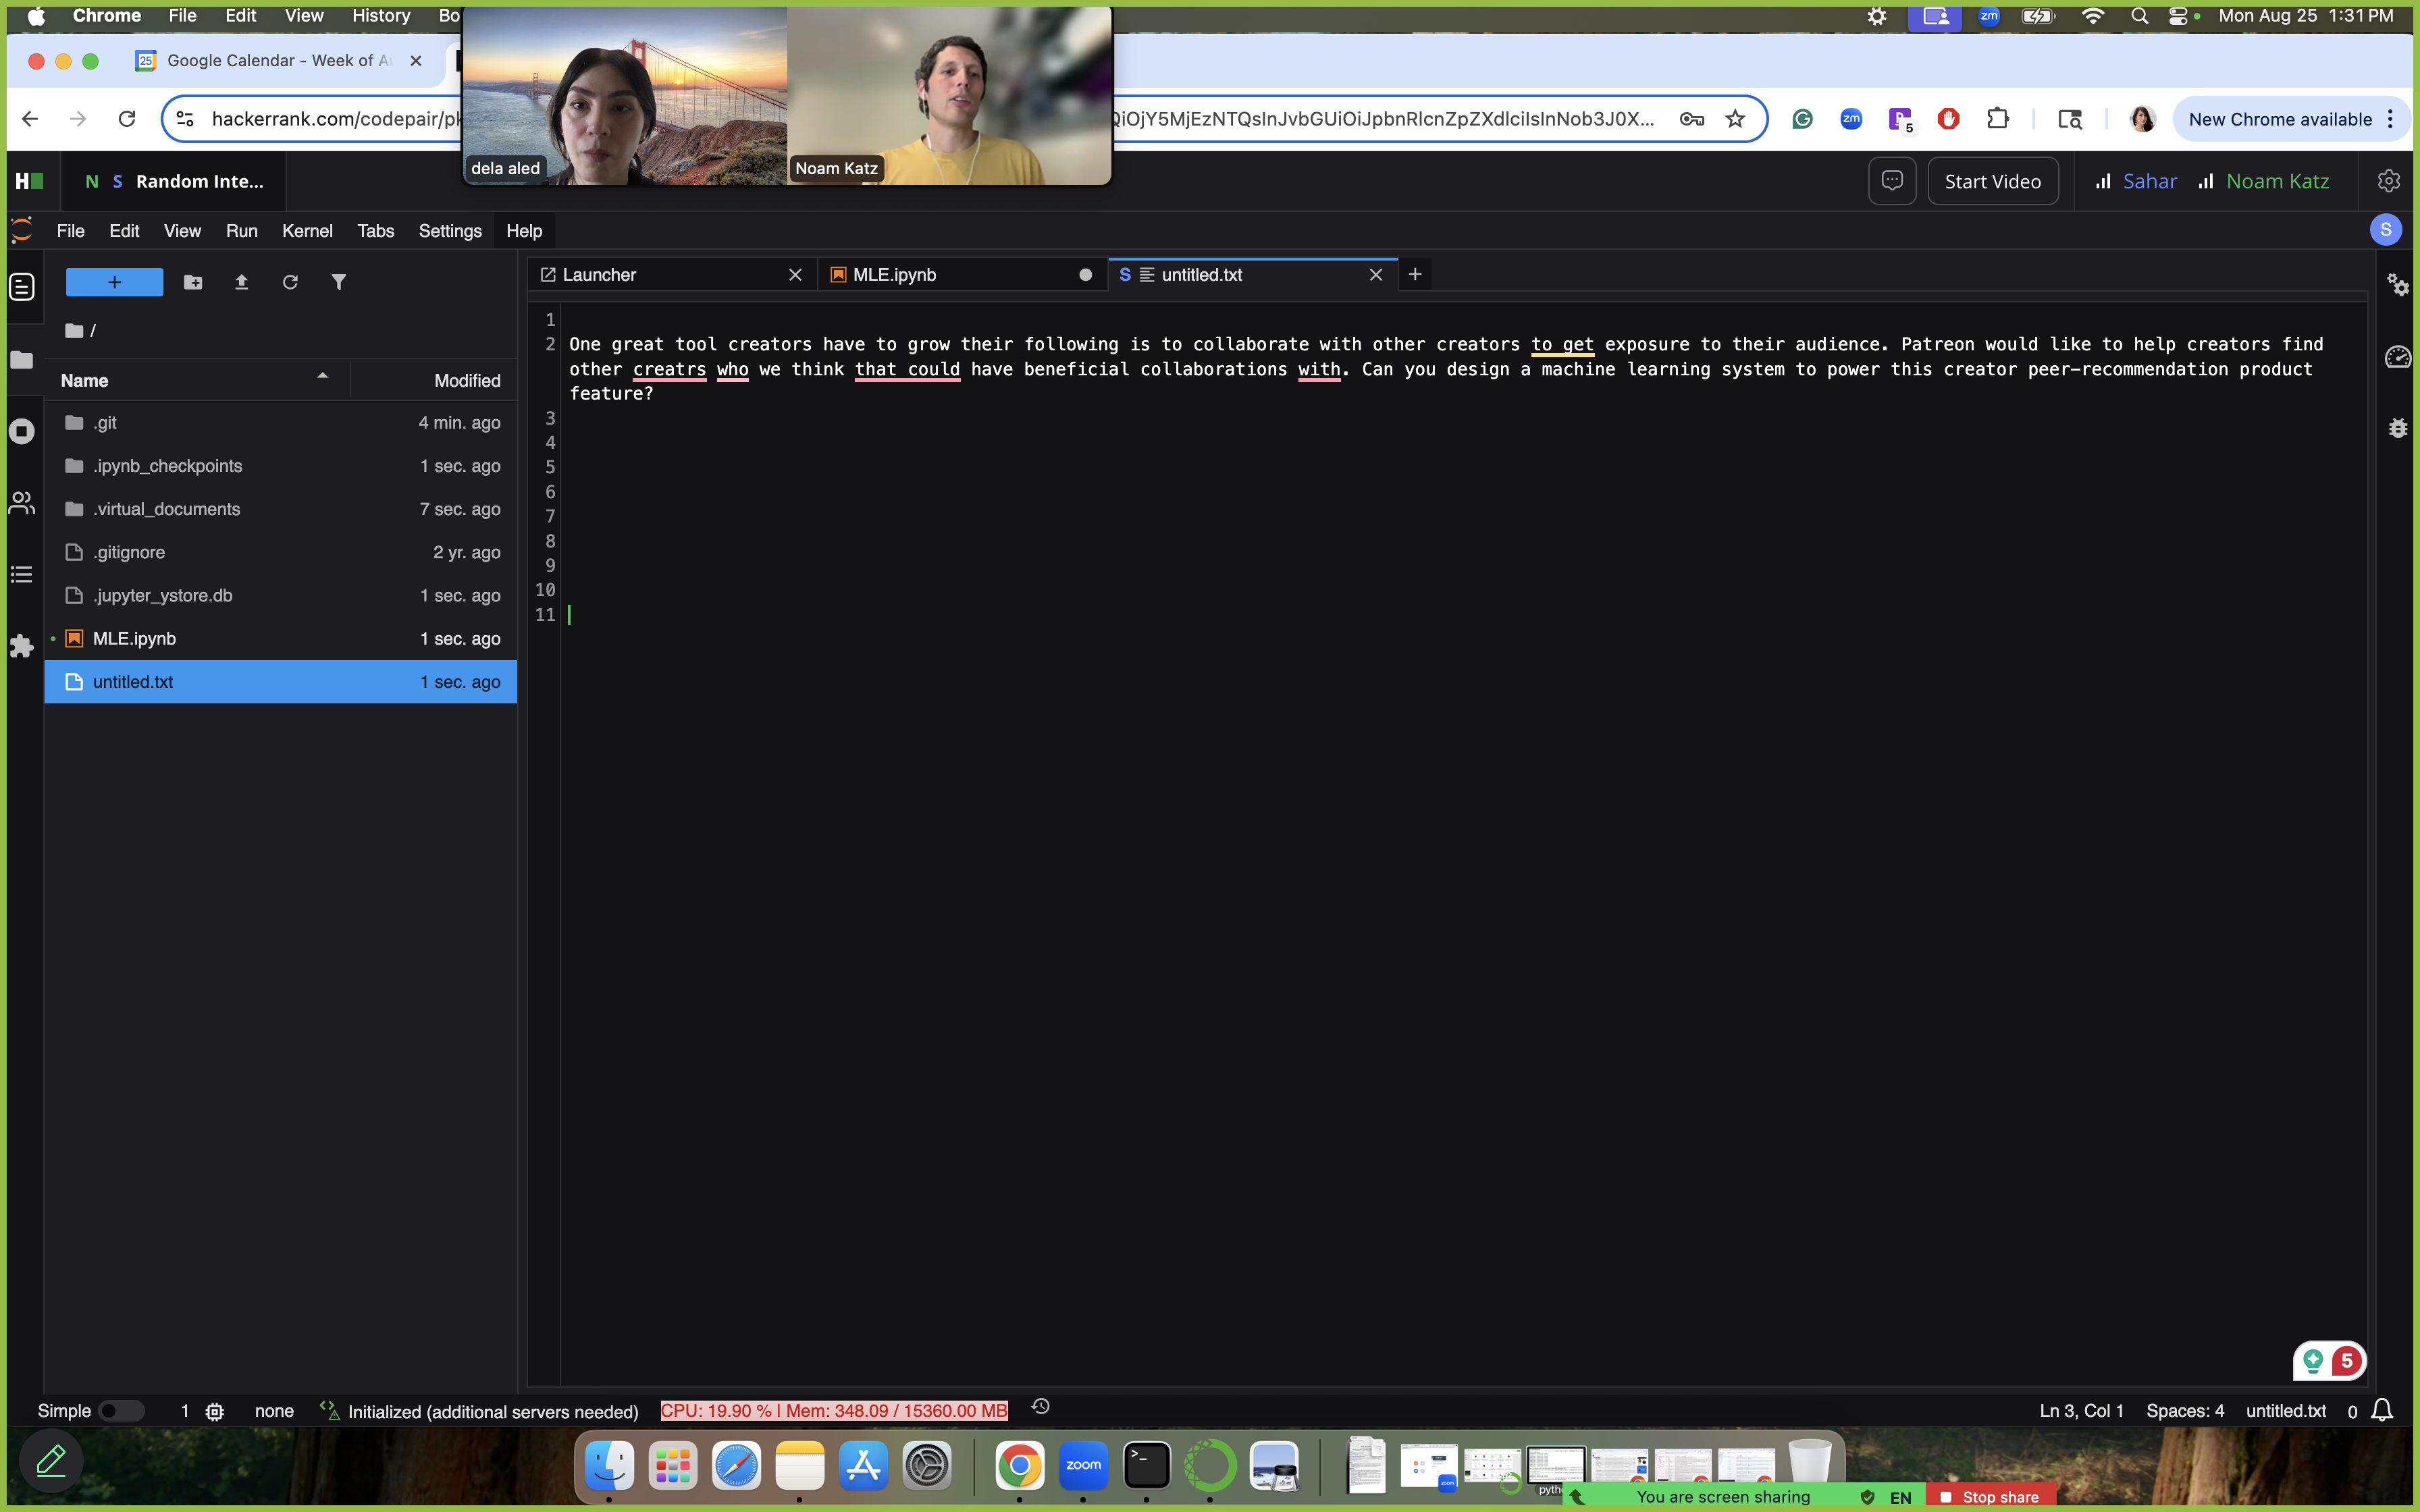 Chrome File Edit View History Bo
Mon Aug 25 1:31 PM
Google Calendar - Week of A
hackerrank.com/codepair/p
QiOjY5MjEzNTQsInJvbGUiOiJpbnRlcnZpZXdlciIsInNob3J0X...
5
New Chrome available
dela aled
Noam Katz
H
N S Random Inte...
Start Video
Sahar
Noam Katz
File Edit View Run Kernel Tabs Settings Help
S
+
/
Name Modified
.git 4 min. ago
.ipynb_checkpoints 1 sec. ago
.virtual_documents 7 sec. ago
.gitignore 2 yr. ago
.jupyter_ystore.db 1 sec. ago
MLE.ipynb 1 sec. ago
untitled.txt 1 sec. ago
Launcher
MLE.ipynb
S untitled.txt
1
2 One great tool creators have to grow their following is to collaborate with other creators to get exposure to their audience. Patreon would like to help creators find
other creatrs who we think that could have beneficial collaborations with. Can you design a machine learning system to power this creator peer-recommendation product
feature?
3
4
5
6
7
8
9
10
11
5
Simple 1 none Initialized (additional servers needed) CPU: 19.90 % | Mem: 348.09 / 15360.00 MB
Ln 3, Col 1 Spaces: 4 untitled.txt 0
zoom
You are screen sharing EN Stop share